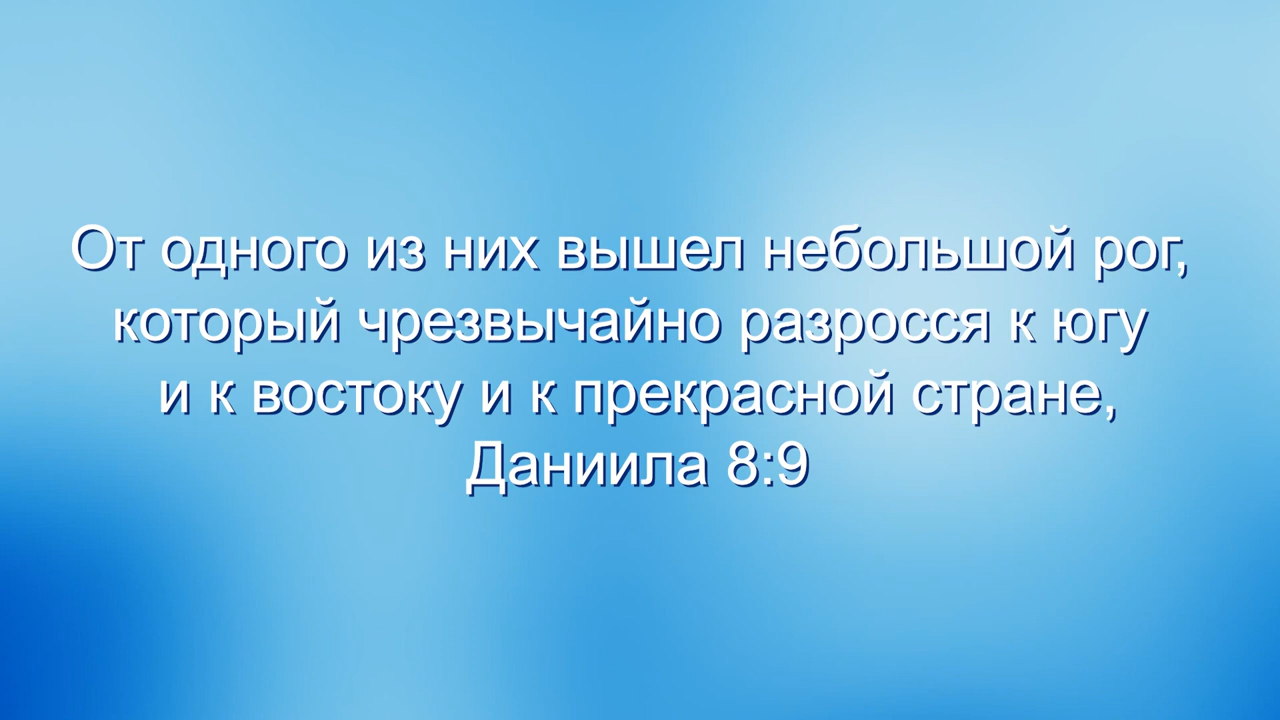 От одного из них вышел небольшой рог,
который чрезвычайно разросся к югу
и к востоку и к прекрасной стране,
Даниила 8:9